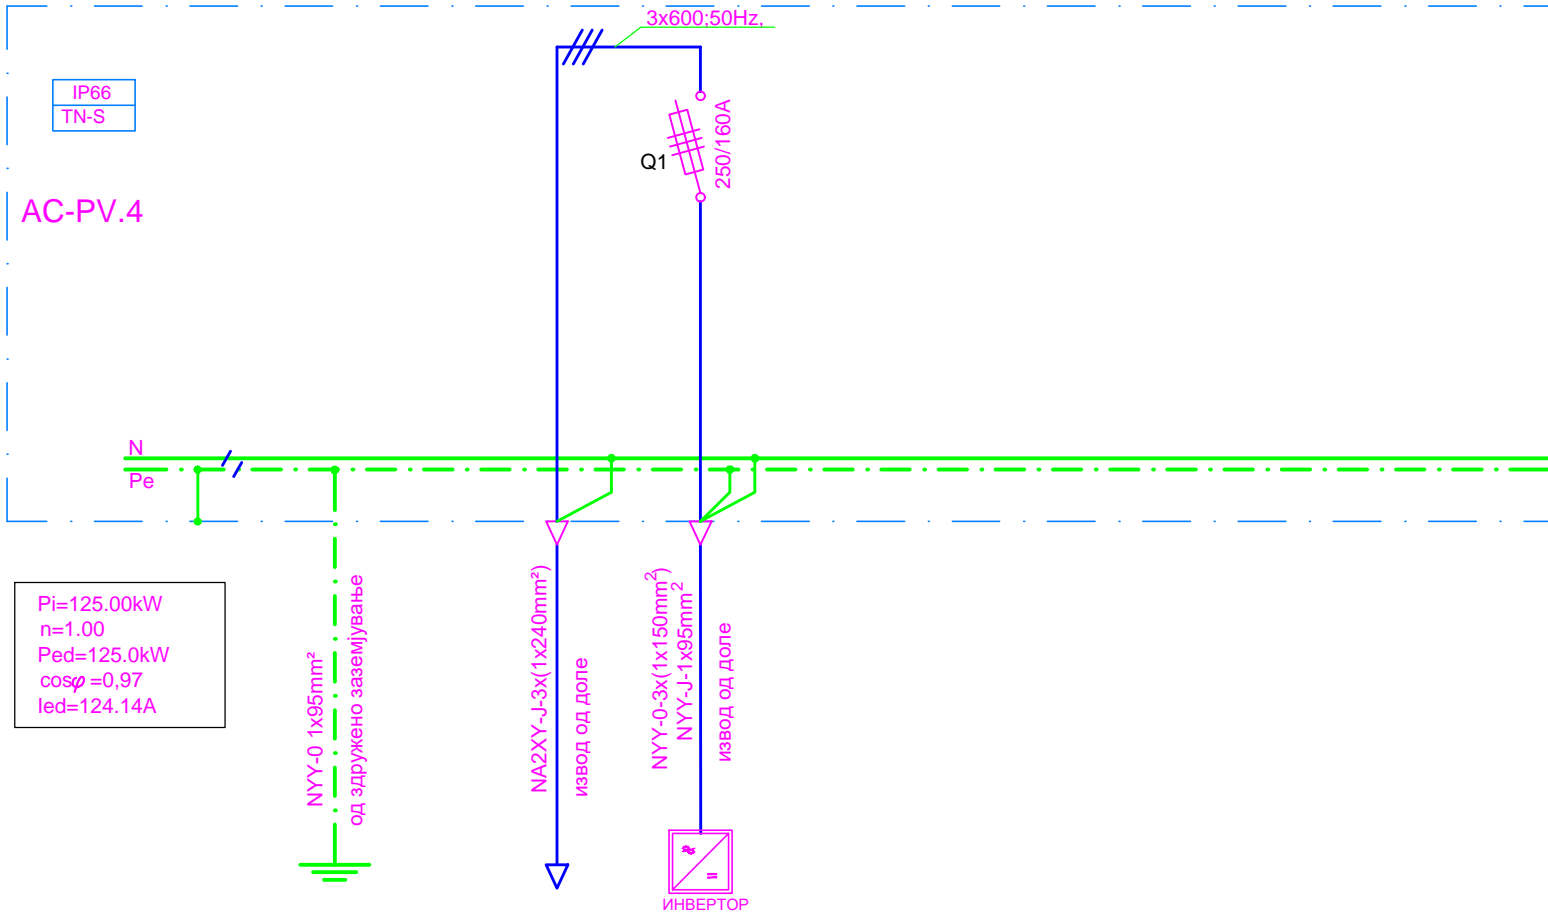 3x600;50Hz,
IP66
TN-S
AC-PV.4
Q1
250/160A
N
Pe
Pi=125.00kW
n=1.00
Ped=125.0kW
cosφ=0,97
Ied=124.14A
NYY-0 1x95mm²
од здружено заземјување
NA2XY-J-3x(1x240mm²)
извод од доле
NYY-0-3x(1x150mm²)
NYY-J-1x95mm²
извод од доле
ИНВЕРТОР